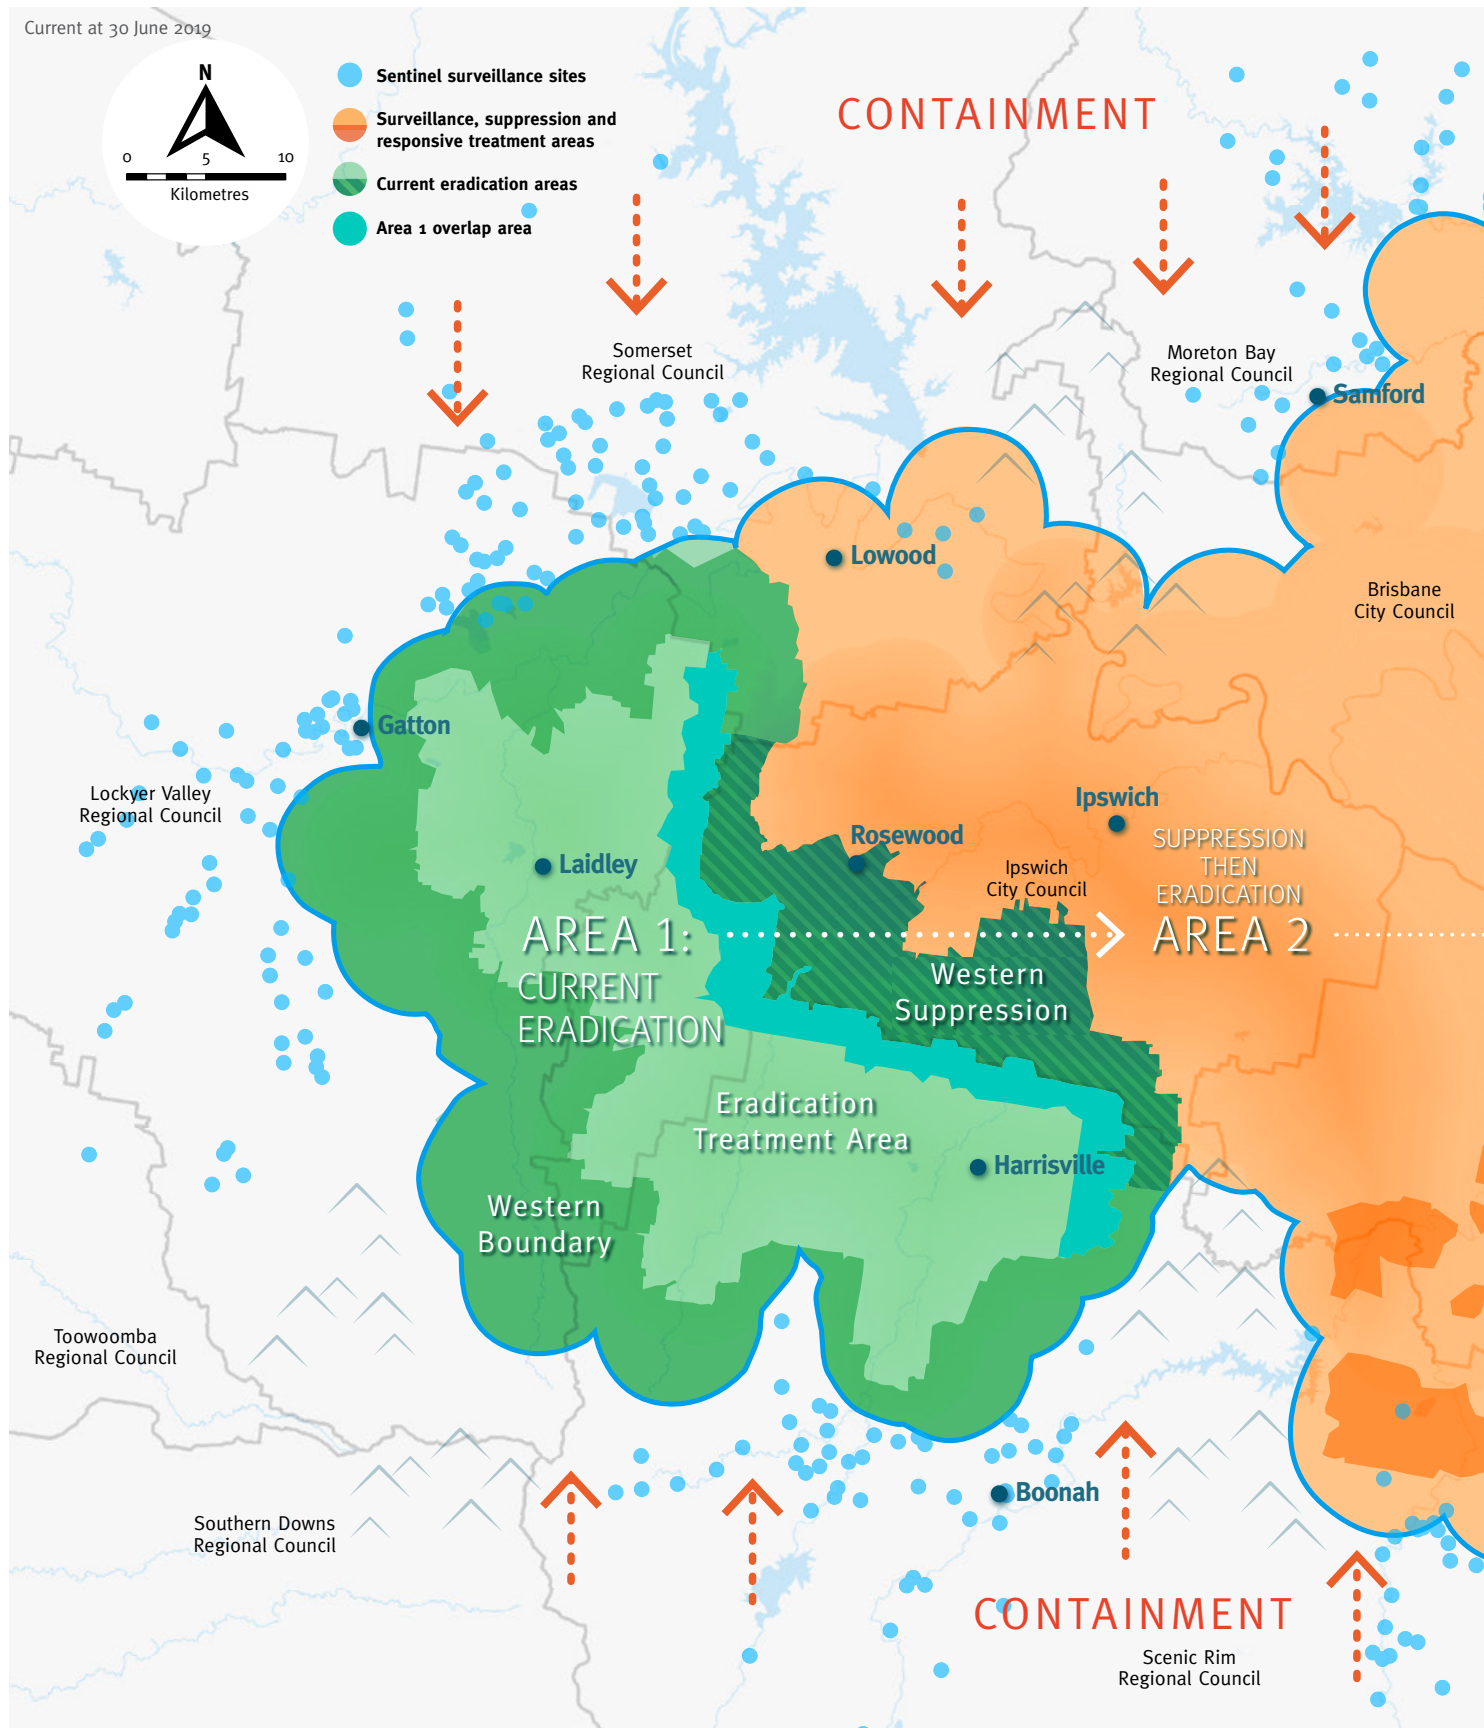 Current at 30 June 2019
N
0 5 10
Kilometres
Sentinel surveillance sites
Surveillance, suppression and
responsive treatment areas
Current eradication areas
Area 1 overlap area
CONTAINMENT
Somerset
Regional Council
Moreton Bay
Regional Council
Samford
Lowood
Brisbane
City Council
Gatton
Lockyer Valley
Regional Council
Ipswich
Rosewood
Laidley
Ipswich
City Council
SUPPRESSION
THEN
ERADICATION
AREA 2
AREA 1:
CURRENT
ERADICATION
Western
Suppression
Eradication
Treatment Area
Harrisville
Western
Boundary
Toowoomba
Regional Council
Boonah
Southern Downs
Regional Council
CONTAINMENT
Scenic Rim
Regional Council